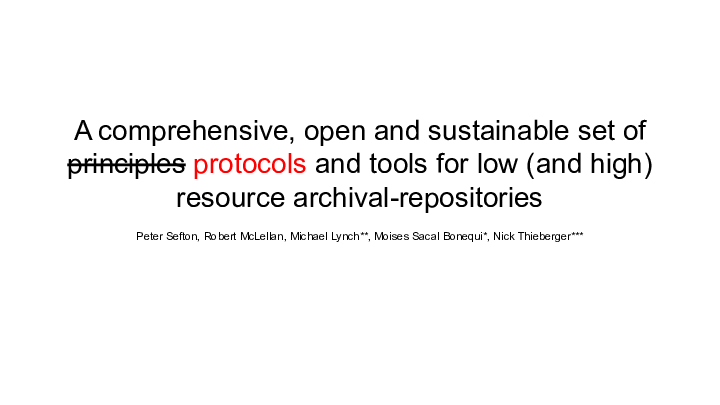 A comprehensive, open and sustainable set of
principles protocols and tools for low (and high)
resource archival-repositories
Peter Sefton, Robert McLellan, Michael Lynch**, Moises Sacal Bonequi*, Nick Thieberger***